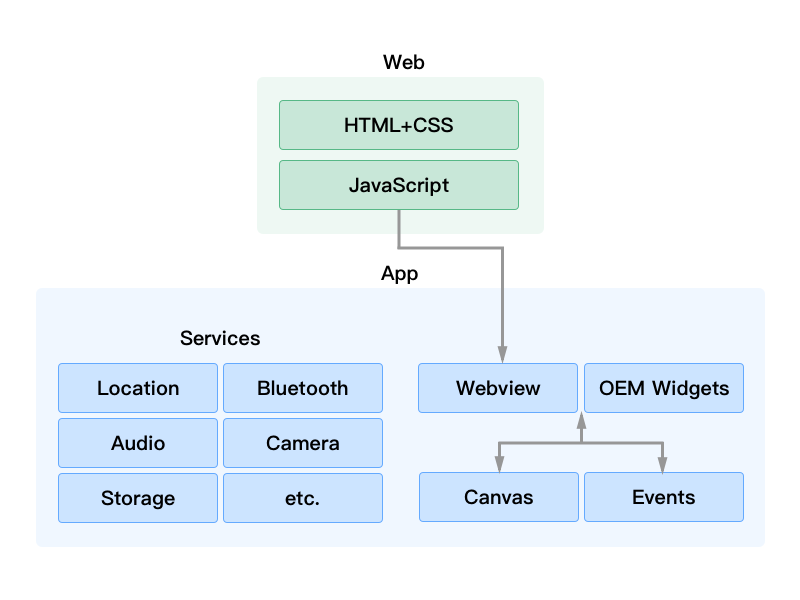 Web
HTML+CSS
JavaScript
App
Services
Location
Bluetooth
Audio
Camera
Storage
etc.
Webview
OEM Widgets
Canvas
Events